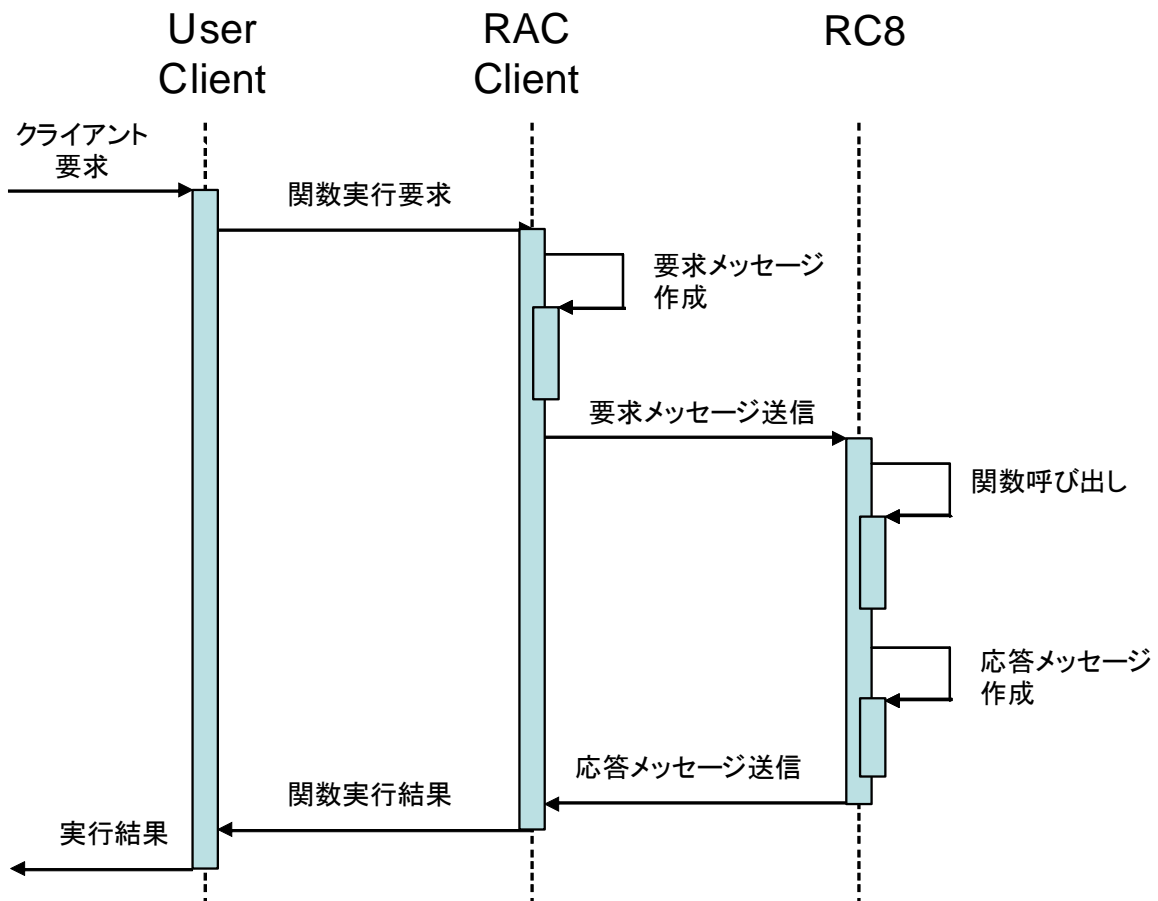 User
Client
RAC
Client
RC8
クライアント
要求
関数実行要求
要求メッセージ
作成
要求メッセージ送信
関数呼び出し
応答メッセージ
作成
応答メッセージ送信
関数実行結果
実行結果